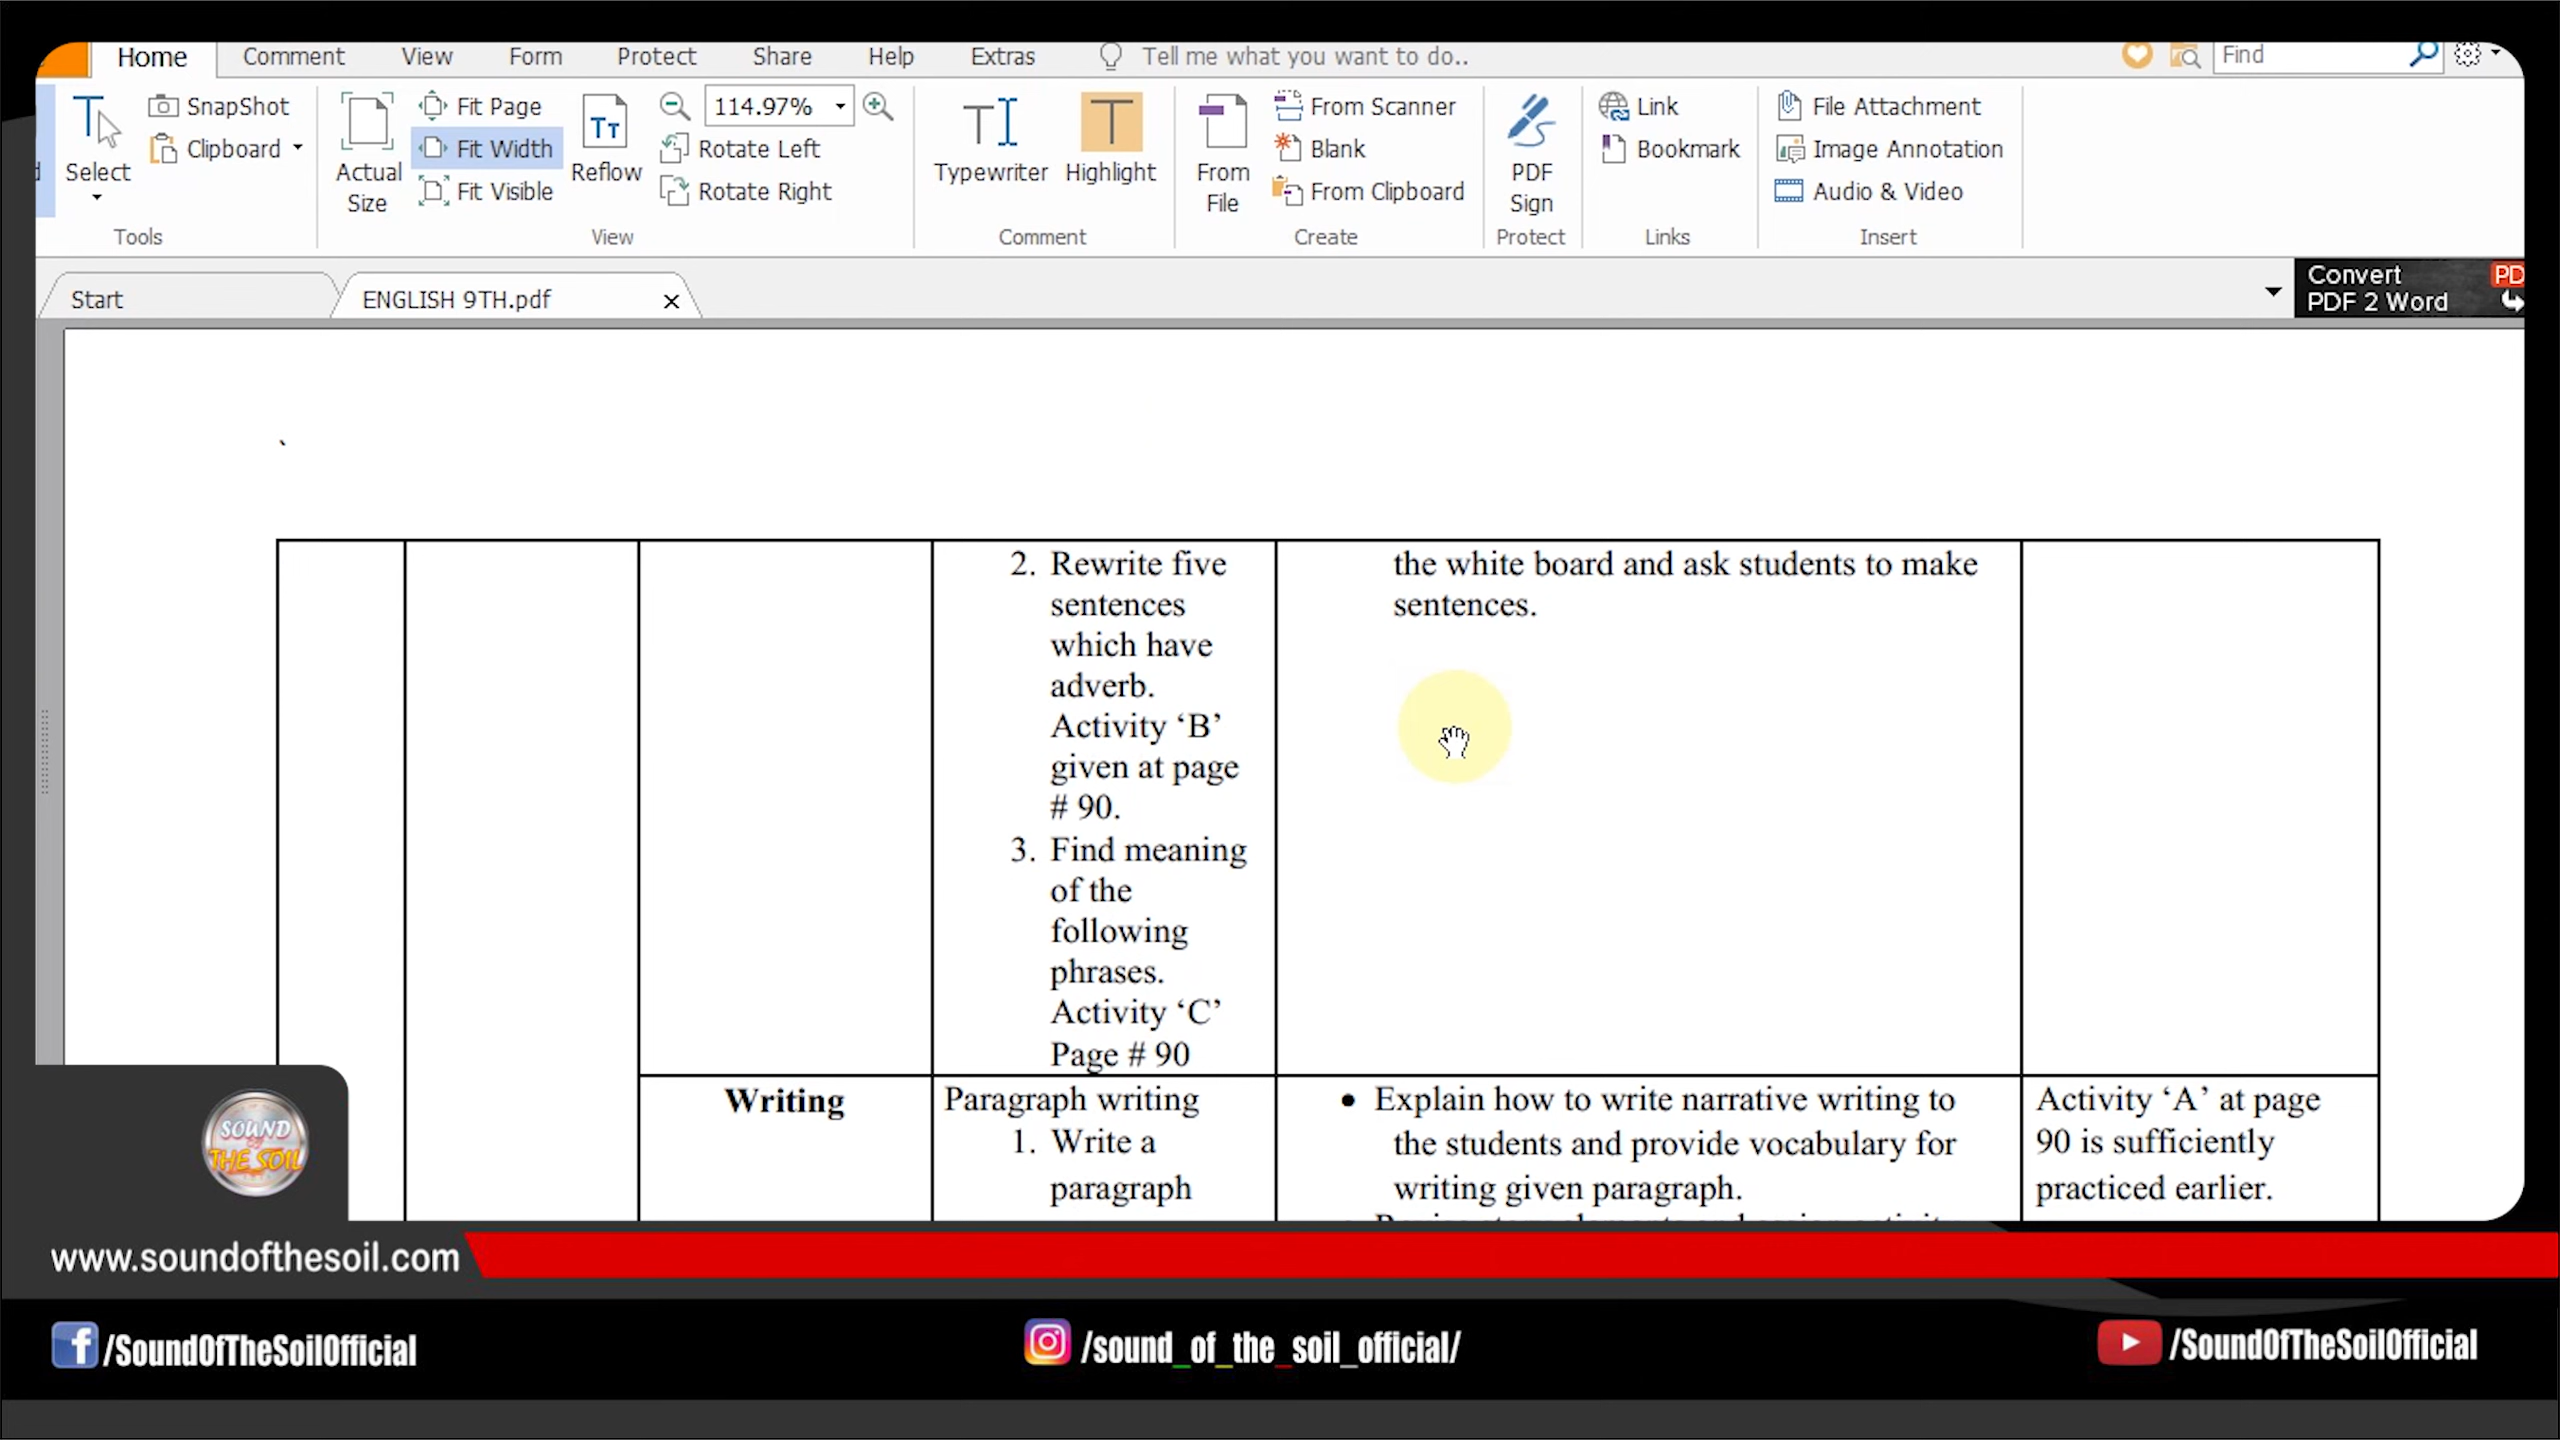 Home Comment View Form Protect Share Help Extras Tell me what you want to do.. Find
Select
SnapShot
Clipboard
Tools
Actual
Size
Fit Page
Fit Width
Fit Visible
Reflow
114.97%
Rotate Left
Rotate Right
View
Typewriter
Highlight
Comment
From
File
From Scanner
Blank
From Clipboard
Create
PDF
Sign
Protect
Link
Bookmark
Links
File Attachment
Image Annotation
Audio & Video
Insert
Start
ENGLISH 9TH.pdf
Convert
PDF 2 Word
2. Rewrite five
sentences
which have
adverb.
Activity ‘B’
given at page
# 90.
3. Find meaning
of the
following
phrases.
Activity ‘C’
Page # 90
the white board and ask students to make
sentences.
Writing
Paragraph writing
1. Write a
paragraph
• Explain how to write narrative writing to
the students and provide vocabulary for
writing given paragraph.
Activity ‘A’ at page
90 is sufficiently
practiced earlier.
SOUND
THE SOIL
www.soundofthesoil.com
/SoundOfTheSoilOfficial
/sound_of_the_soil_official/
/SoundOfTheSoilOfficial